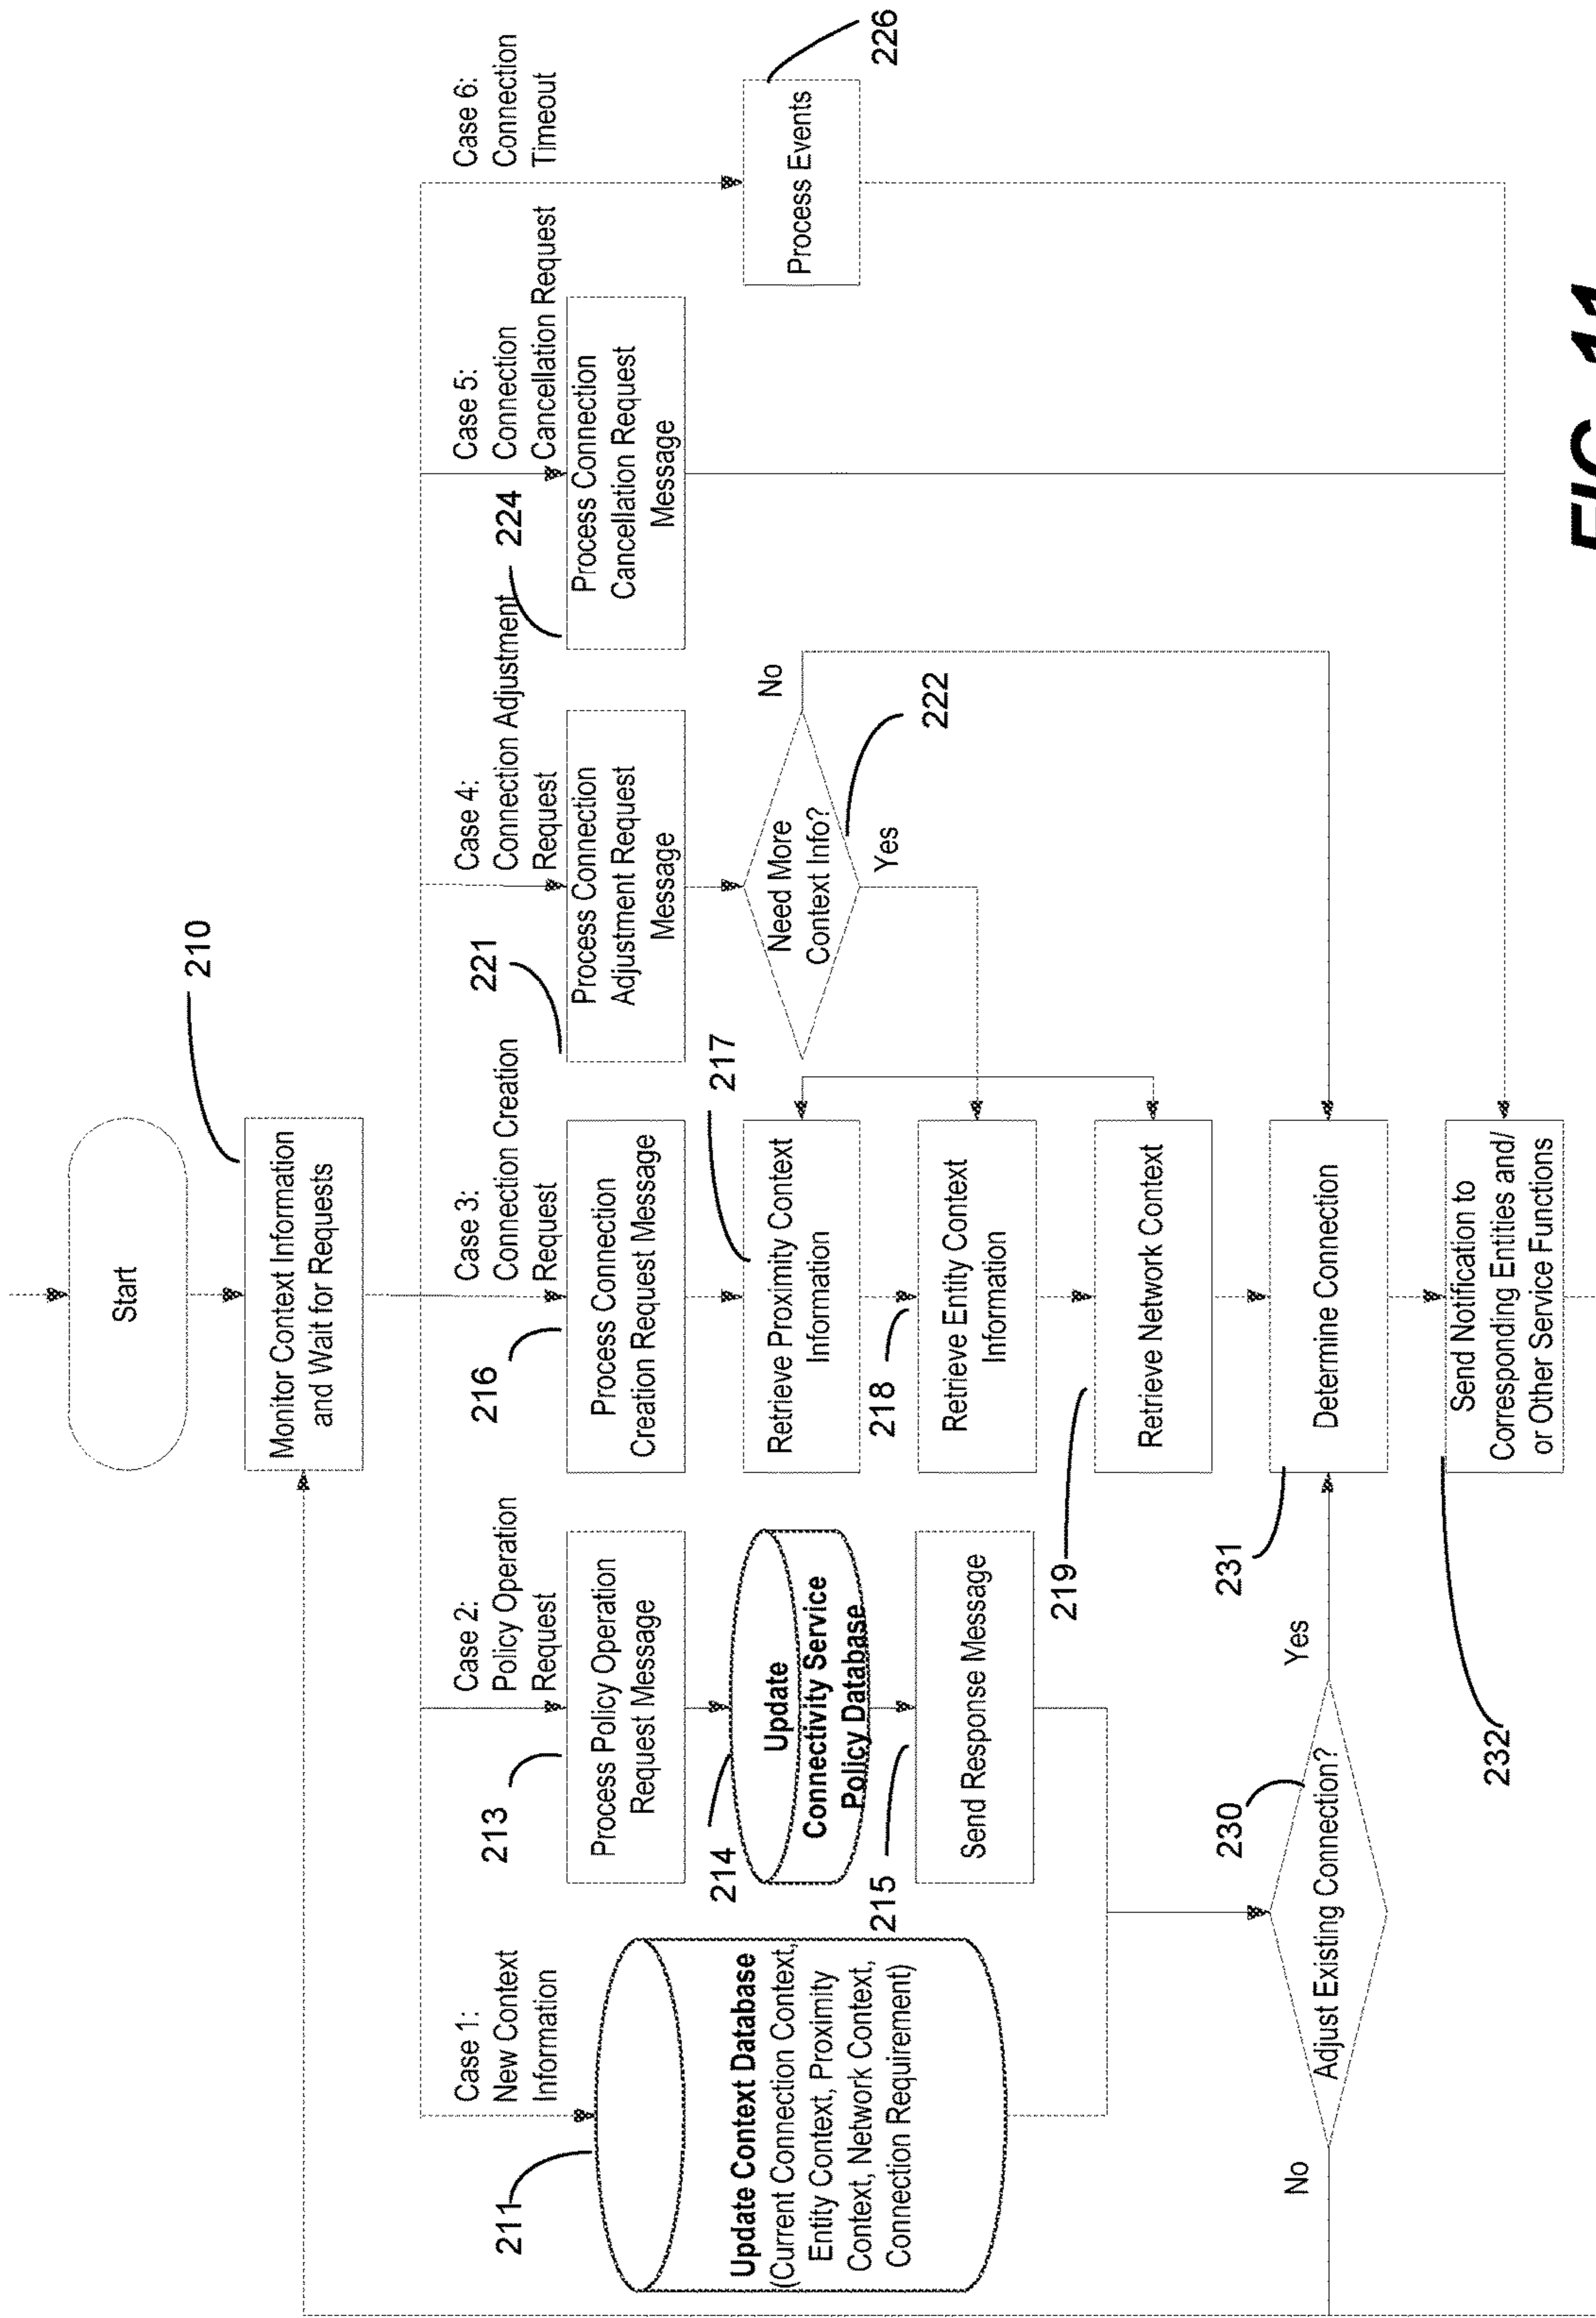 Start
Monitor Context Information
and Wait for Requests
210
Case 1:
New Context
Information
211
Update Context Database
(Current Connection Context,
Entity Context, Proximity
Context, Network Context,
Connection Requirement)
Case 2:
Policy Operation
Request
213
Process Policy Operation
Request Message
214
Update
Connectivity Service
Policy Database
215
Send Response Message
Case 3:
Connection Creation
Request
216
Process Connection
Creation Request Message
217
Retrieve Proximity Context
Information
218
Retrieve Entity Context
Information
219
Retrieve Network Context
Case 4:
Connection Adjustment
Request
221
Process Connection
Adjustment Request
Message
Need More
Context Info?
222
No
Yes
Case 5:
Connection
Cancellation Request
224
Process Connection
Cancellation Request
Message
Case 6:
Connection
Timeout
Process Events
226
230
Adjust Existing Connection?
No
Yes
231
Determine Connection
232
Send Notification to
Corresponding Entities and/
or Other Service Functions
FIG. 11